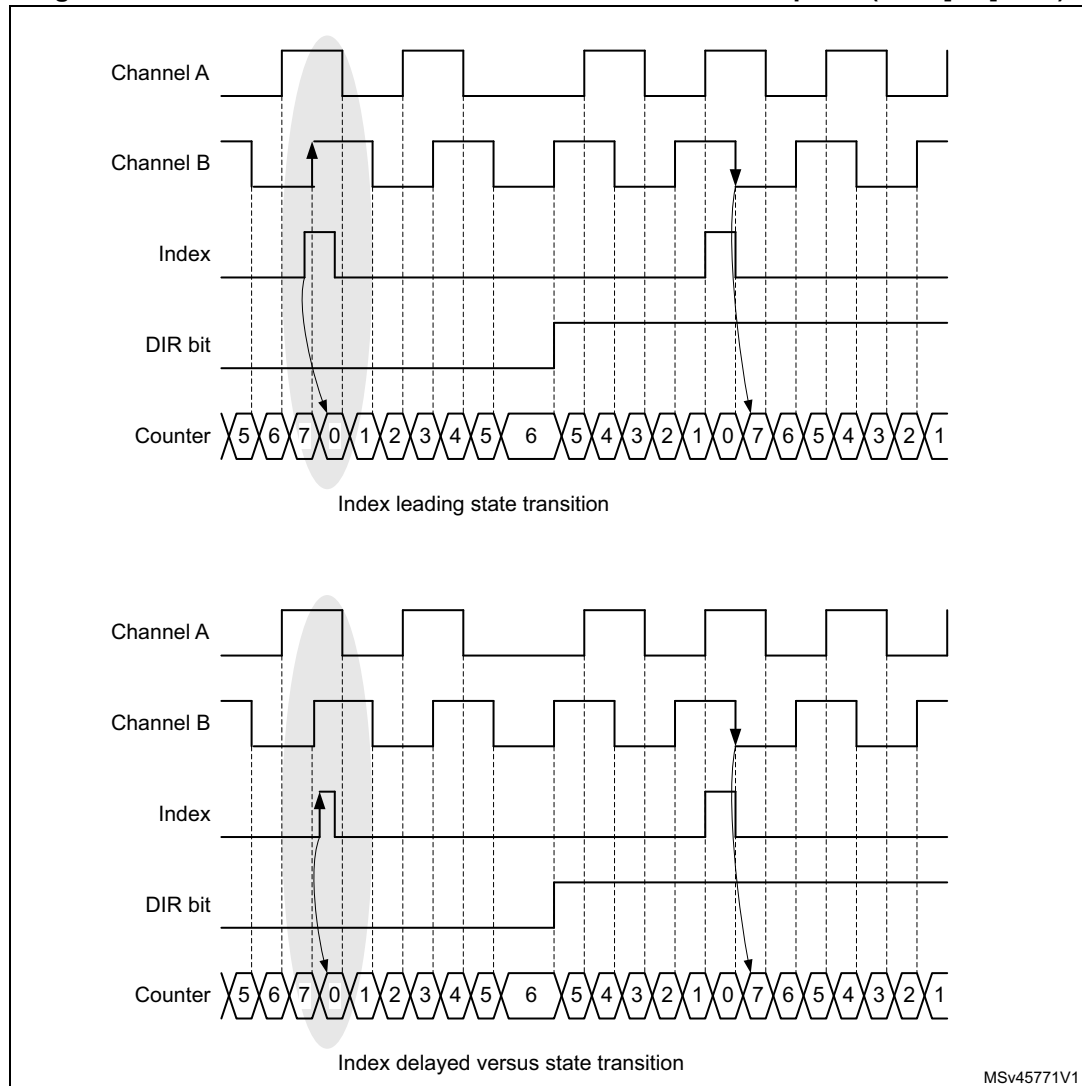 Channel A
Channel B
Index
DIR bit
Counter 5 6 7 0 1 2 3 4 5 6 5 4 3 2 1 0 7 6 5 4 3 2 1
Index leading state transition
Channel A
Channel B
Index
DIR bit
Counter 5 6 7 0 1 2 3 4 5 6 5 4 3 2 1 0 7 6 5 4 3 2 1
Index delayed versus state transition
MSv45771V1